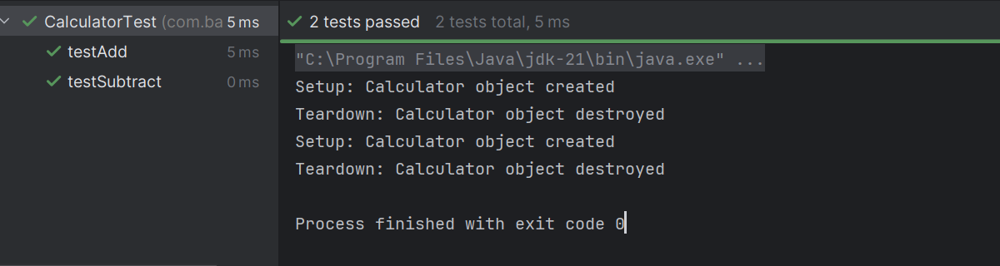 CalculatorTest (com.ba 5 ms
testAdd 5 ms
testSubtract 0 ms
2 tests passed 2 tests total, 5 ms
"C:\Program Files\Java\jdk-21\bin\java.exe" ...
Setup: Calculator object created
Teardown: Calculator object destroyed
Setup: Calculator object created
Teardown: Calculator object destroyed
Process finished with exit code 0